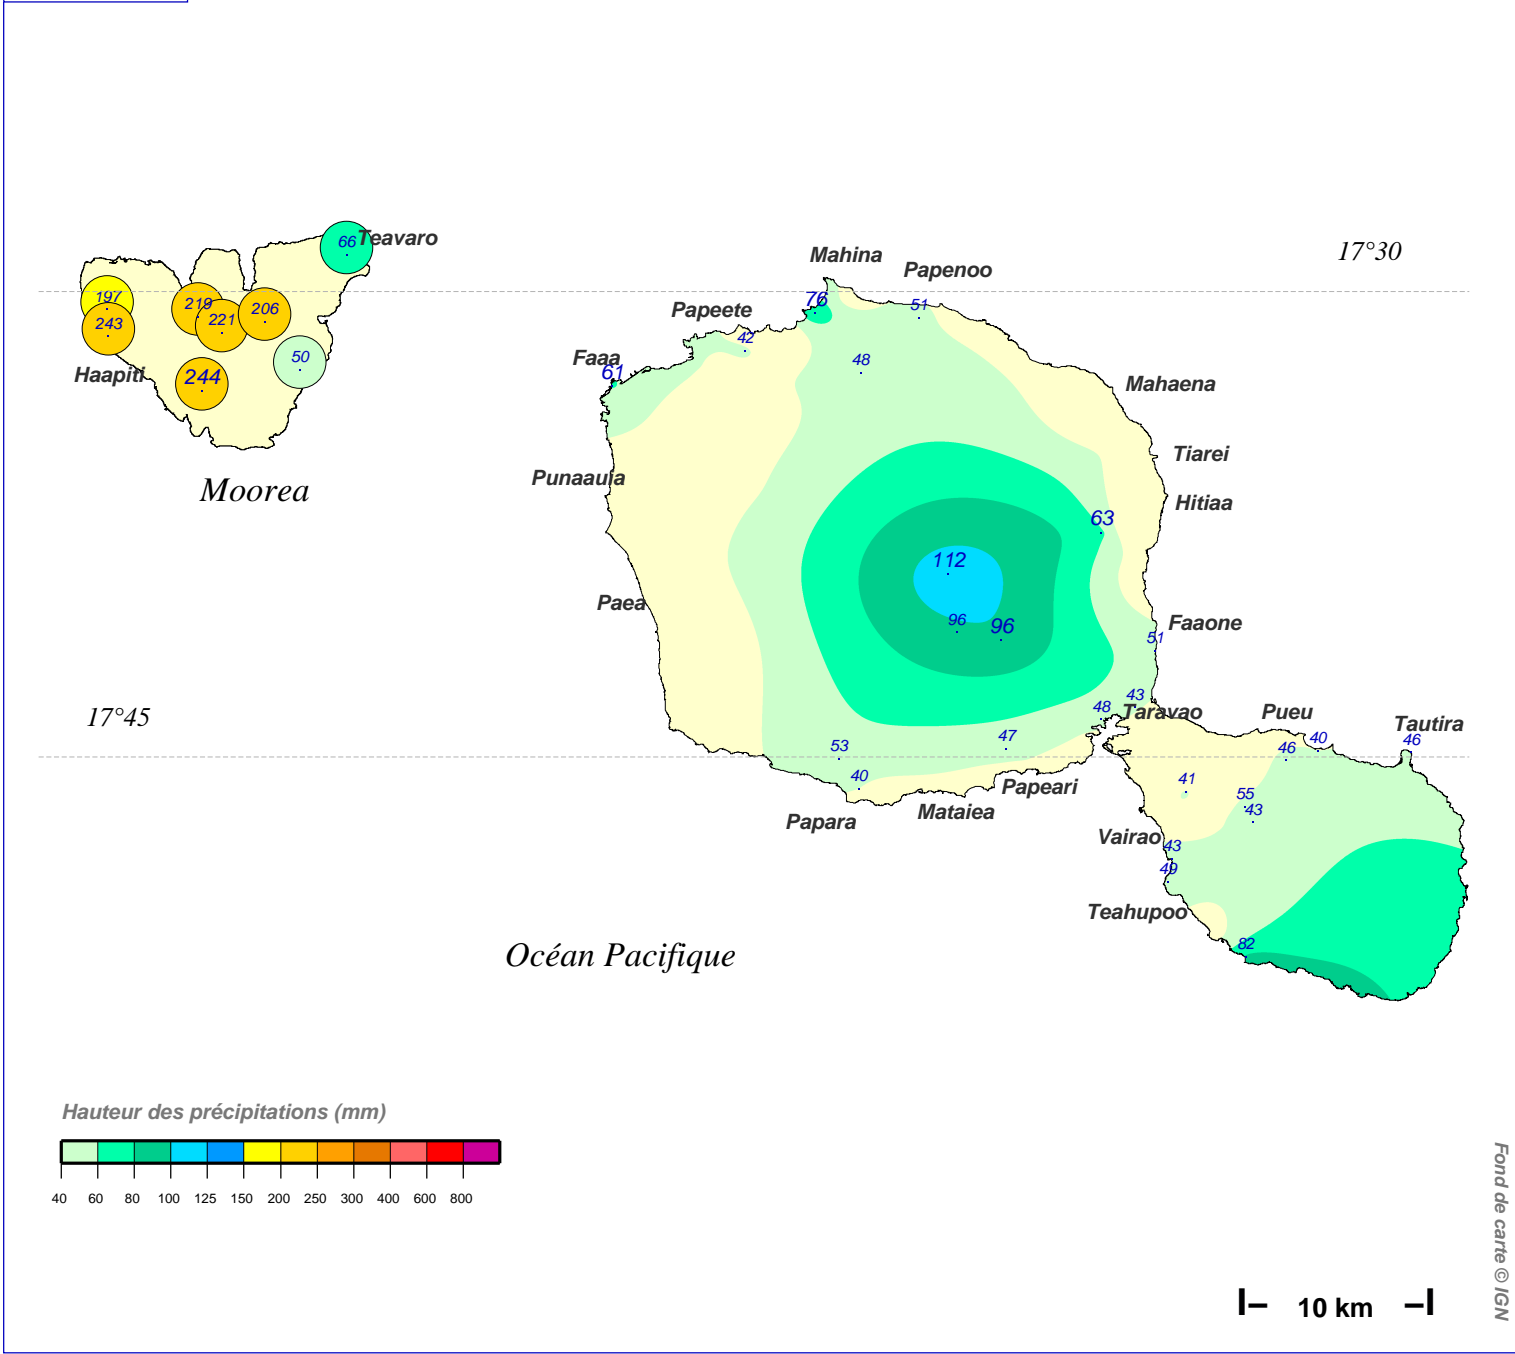 17°30
Teavaro
66
197
243
219
221
206
50
244
Haapiti
Moorea
Mahina
Papenoo
76
51
Papeete
42
48
Faaa
61
Mahaena
Tiarei
Hitiaa
Punaauia
63
112
96
96
Paea
Faaone
51
43
48
Taravao
17°45
Pueu
Tautira
46
40
46
47
53
40
41
55
43
Papeari
Mataiea
Papara
Vairao
43
49
Teahupoo
82
Océan Pacifique
Hauteur des précipitations (mm)
40 60 80 100 125 150 200 250 300 400 600 800
10 km
Fond de carte © IGN